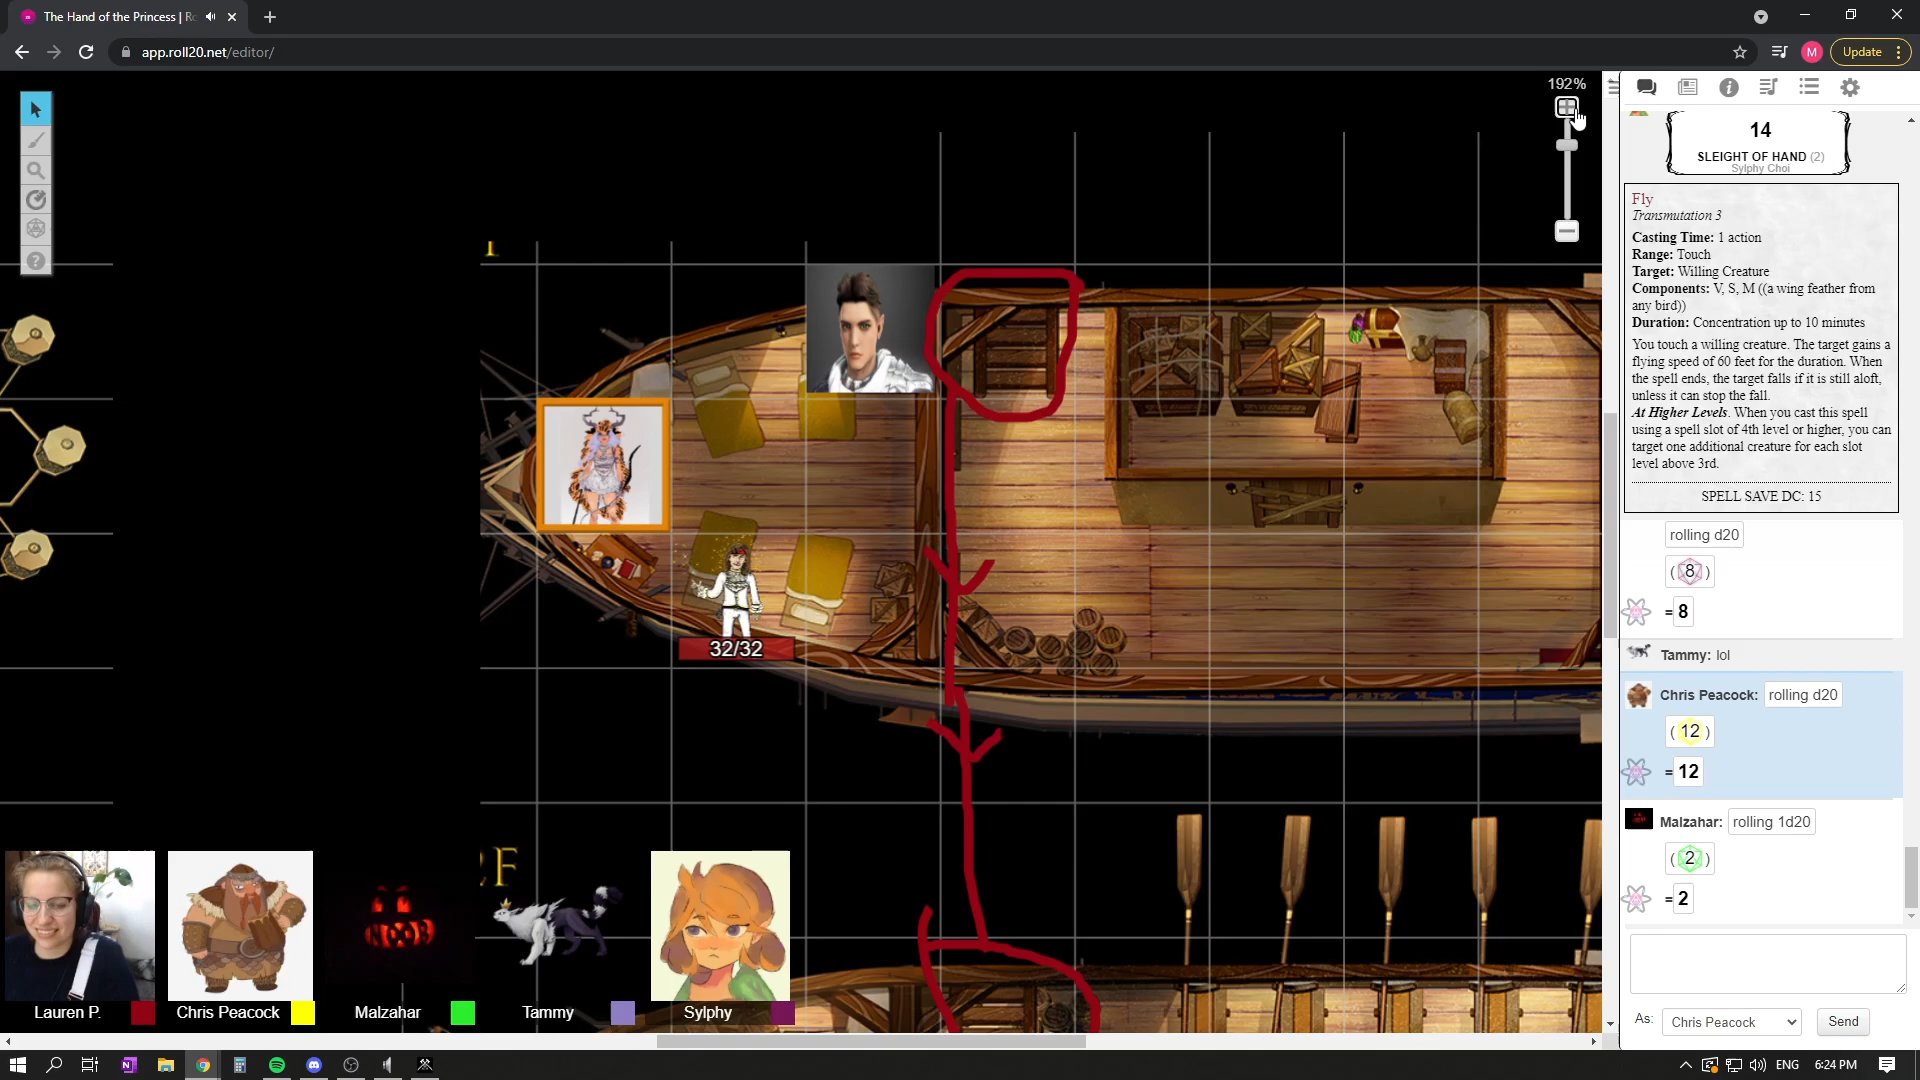 The Hand of the Princess | Ro
app.roll20.net/editor/
M
Update
192%
14
SLEIGHT OF HAND (2)
Sylphy Choi
Fly
Transmutation 3
Casting Time: 1 action
Range: Touch
Target: Willing Creature
Components: V, S, M ((a wing feather from
any bird))
Duration: Concentration up to 10 minutes
You touch a willing creature. The target gains a
flying speed of 60 feet for the duration. When
the spell ends, the target falls if it is still aloft,
unless it can stop the fall.
At Higher Levels. When you cast this spell
using a spell slot of 4th level or higher, you can
target one additional creature for each slot
level above 3rd.
SPELL SAVE DC: 15
rolling d20
(8)
=8
Tammy: lol
Chris Peacock: rolling d20
(12)
=12
Malzahar: rolling 1d20
(2)
=2
32/32
2F
NOOB
Lauren P.
Chris Peacock
Malzahar
Tammy
Sylphy
As: Chris Peacock
Send
ENG
6:24 PM